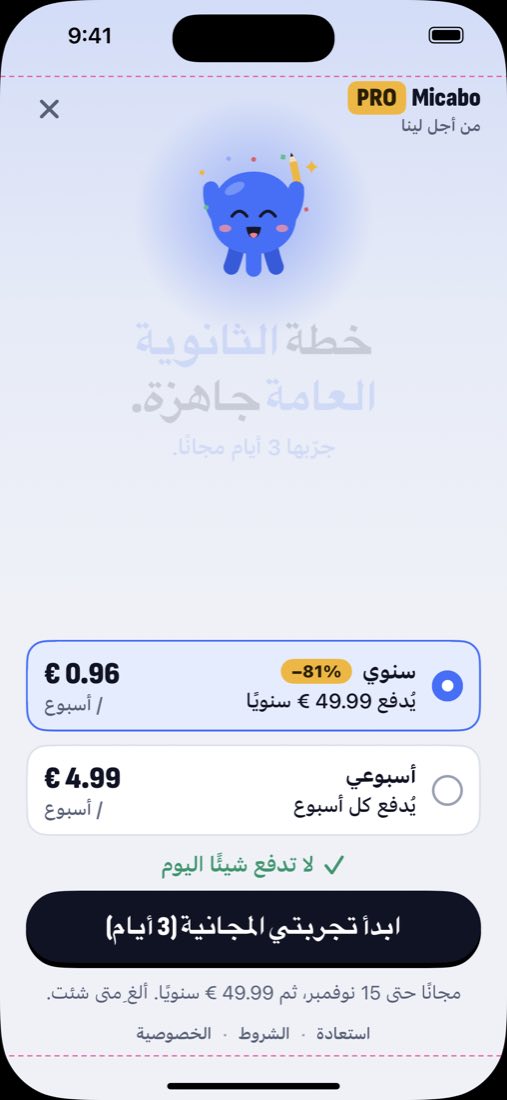 9:41
Micabo PRO
من أجل لينا
خطة الثانوية
العامة جاهزة.
جرّبها 3 أيام مجانًا.
سنوي −81%
يُدفع 49.99 € سنويًا
0.96 €
/ أسبوع
أسبوعي
يُدفع كل أسبوع
4.99 €
/ أسبوع
✓ لا تدفع شيئًا اليوم
ابدأ تجربتي المجانية (3 أيام)
مجانًا حتى 15 نوفمبر، ثم 49.99 € سنويًا. ألغِ متى شئت.
استعادة · الشروط · الخصوصية